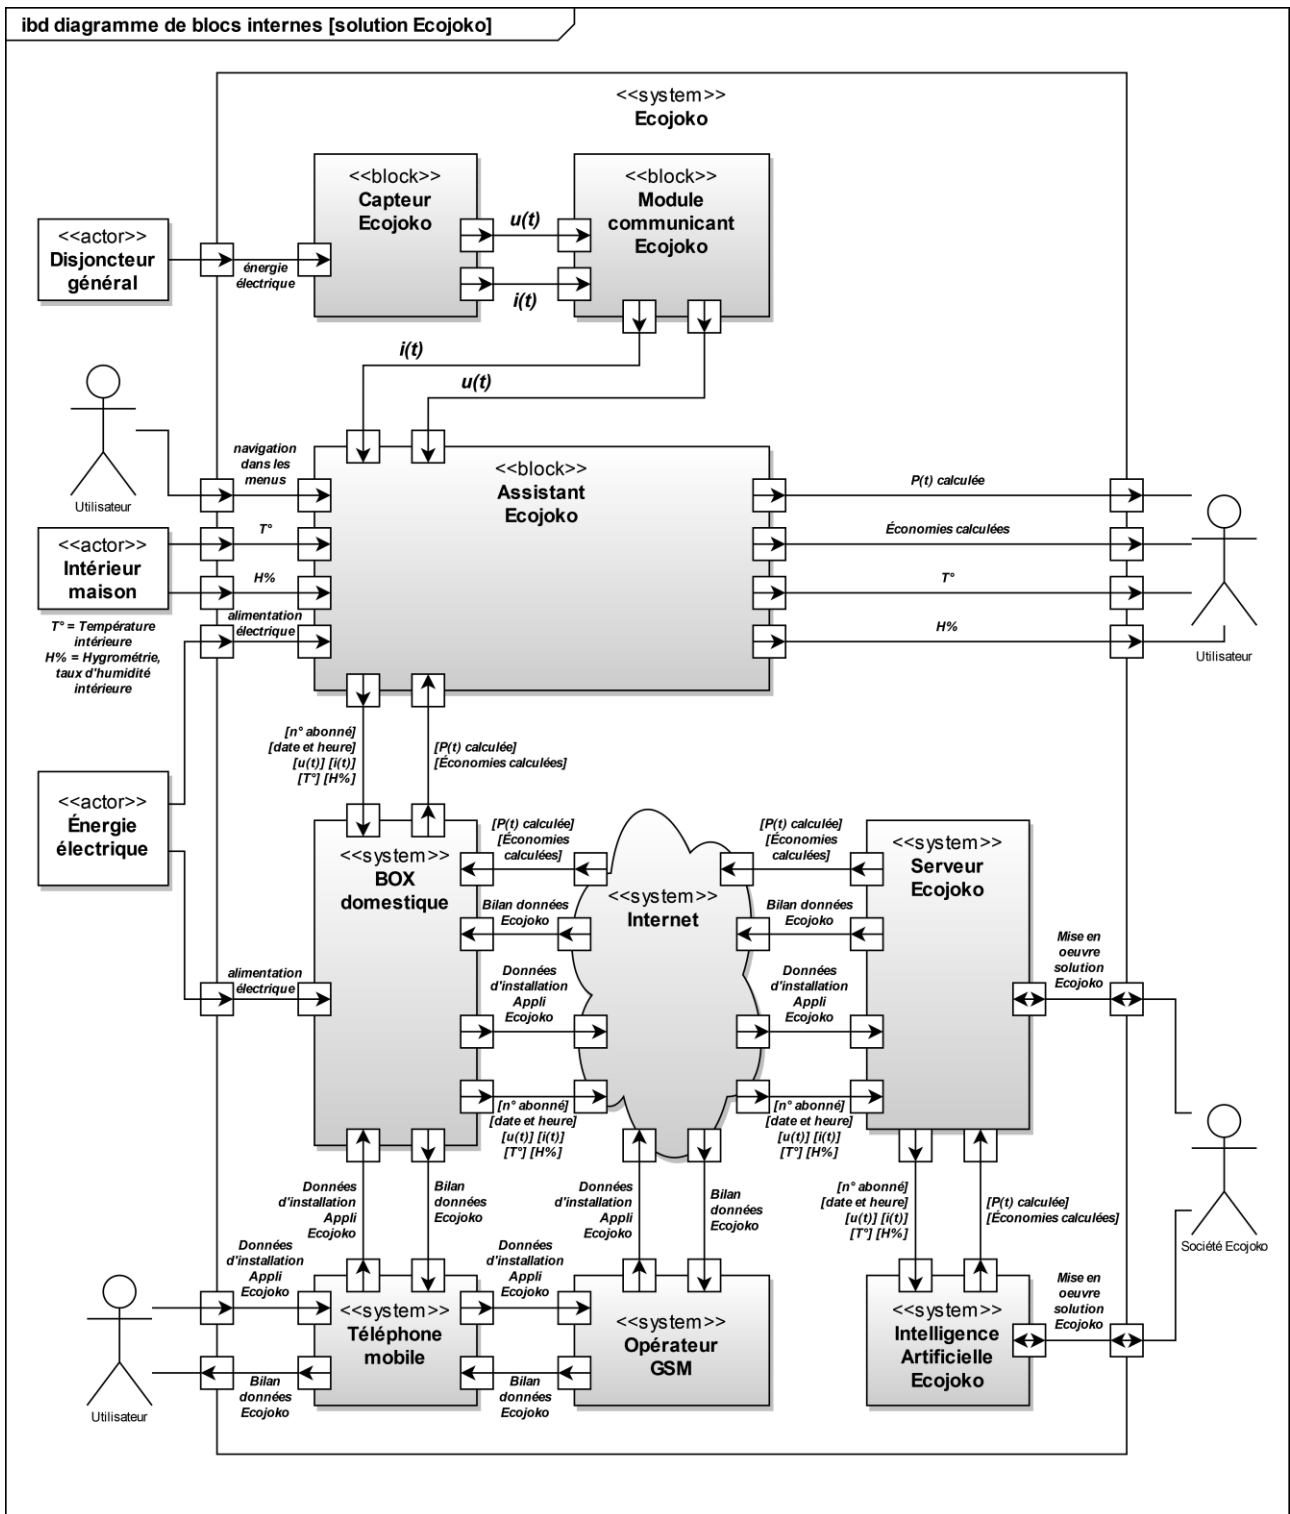 ibd diagramme de blocs internes [solution Ecojoko]
<<system>>
Ecojoko
<<block>>
Capteur
Ecojoko
<<block>>
Module
communicant
Ecojoko
u(t)
i(t)
<<actor>>
Disjoncteur
général
énergie
électrique
i(t)
u(t)
Utilisateur
navigation
dans les
menus
<<block>>
Assistant
Ecojoko
P(t) calculée
Économies calculées
T°
H%
Utilisateur
<<actor>>
Intérieur
maison
T°
H%
alimentation
électrique
T° = Température
intérieure
H% = Hygrométrie,
taux d'humidité
intérieure
[n° abonné]
[date et heure]
[u(t)] [i(t)]
[T°] [H%]
[P(t) calculée]
[Économies calculées]
<<actor>>
Énergie
électrique
alimentation
électrique
<<system>>
BOX
domestique
[P(t) calculée]
[Économies
calculées]
Bilan données
Ecojoko
Données
d'installation
Appli
Ecojoko
[n° abonné]
[date et heure]
[u(t)] [i(t)]
[T°] [H%]
<<system>>
Internet
[P(t) calculée]
[Économies
calculées]
Bilan données
Ecojoko
Données
d'installation
Appli
Ecojoko
[n° abonné]
[date et heure]
[u(t)] [i(t)]
[T°] [H%]
<<system>>
Serveur
Ecojoko
Mise en
oeuvre
solution
Ecojoko
Société Ecojoko
Données
d'installation
Appli
Ecojoko
Bilan
données
Ecojoko
Données
d'installation
Appli
Ecojoko
Bilan
données
Ecojoko
[n° abonné]
[date et heure]
[u(t)] [i(t)]
[T°] [H%]
[P(t) calculée]
[Économies calculées]
Utilisateur
Données
d'installation
Appli
Ecojoko
Bilan
données
Ecojoko
<<system>>
Téléphone
mobile
Données
d'installation
Appli
Ecojoko
Bilan
données
Ecojoko
<<system>>
Opérateur
GSM
<<system>>
Intelligence
Artificielle
Ecojoko
Mise en
oeuvre
solution
Ecojoko